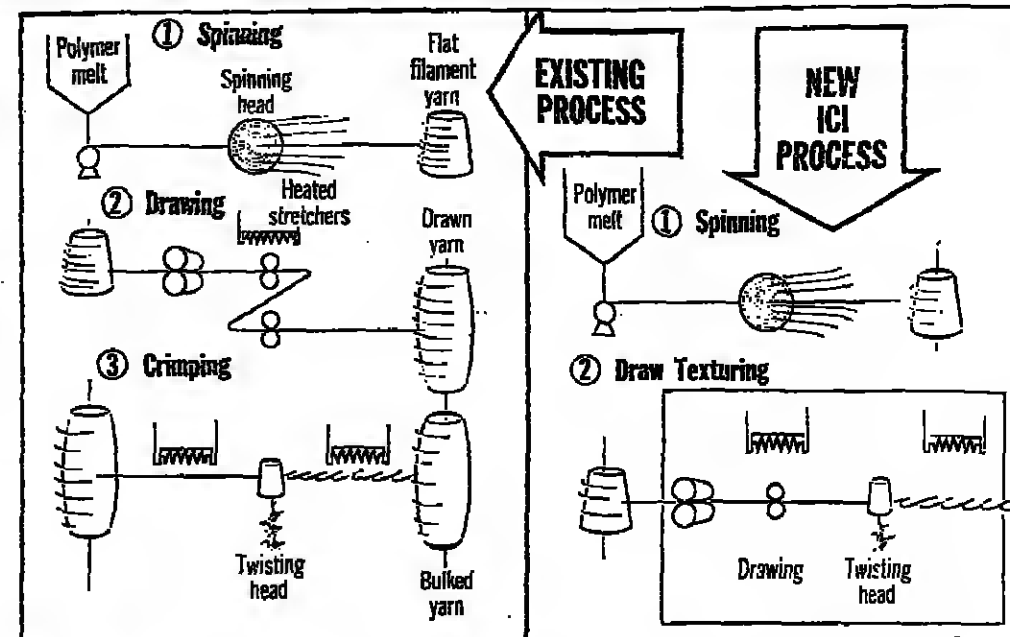 ① Spinning
Polymer
melt
Spinning
head
Flat
filament
yarn
② Drawing
Heated
stretchers
Drawn
yarn
③ Crimping
Twisting
head
Bulked
yarn
EXISTING
PROCESS
NEW
ICI
PROCESS
Polymer
melt
① Spinning
② Draw Texturing
Drawing
Twisting
head